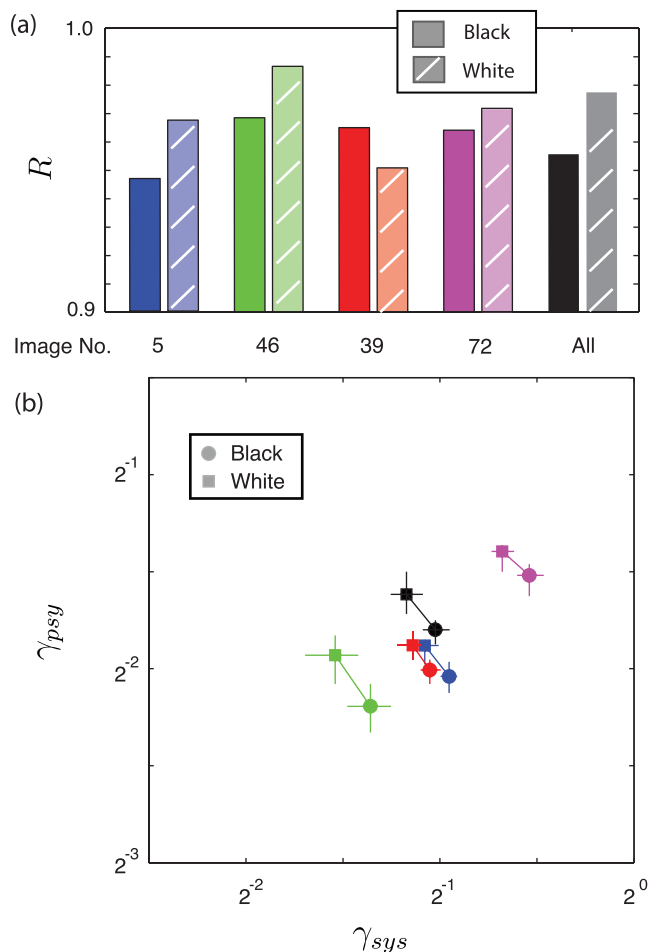 (a)
1.0
Black
White
R
0.9
Image No. 5 46 39 72 All
(b)
Black
White
2^-1
γ_psy
2^-2
2^-3
2^-2 2^-1 2^0
γ_sys